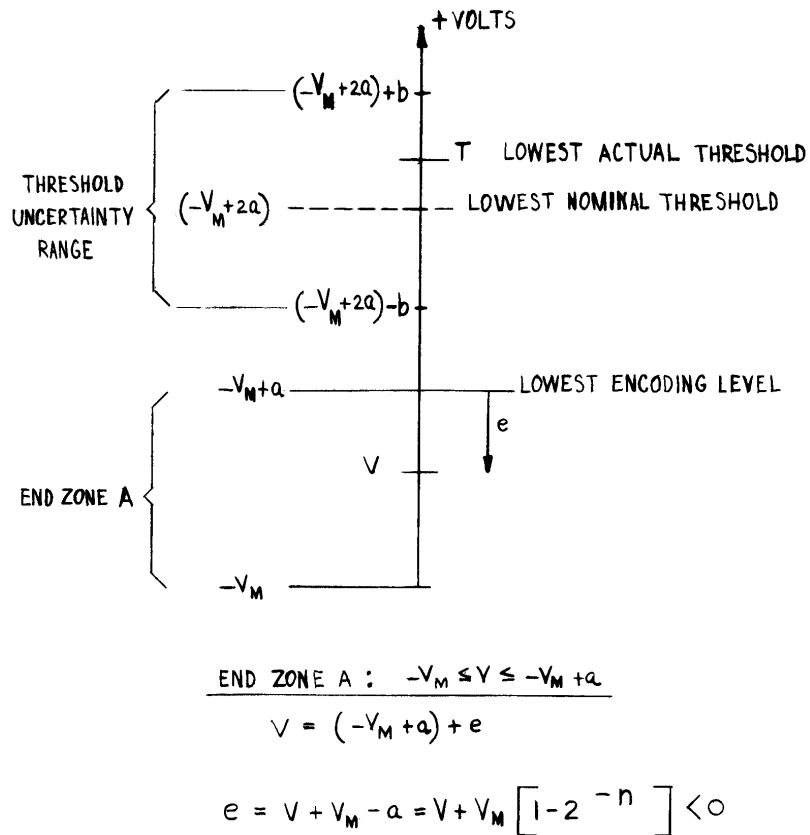 +VOLTS
(-V_M+2a)+b
T LOWEST ACTUAL THRESHOLD
THRESHOLD
UNCERTAINTY
RANGE
(-V_M+2a)
LOWEST NOMINAL THRESHOLD
(-V_M+2a)-b
-V_M+a
LOWEST ENCODING LEVEL
e
V
END ZONE A
-V_M
END ZONE A : -V_M ≤ V ≤ -V_M +a
V = (-V_M+a) + e
e = V + V_M - a = V + V_M [1-2^-n] <0